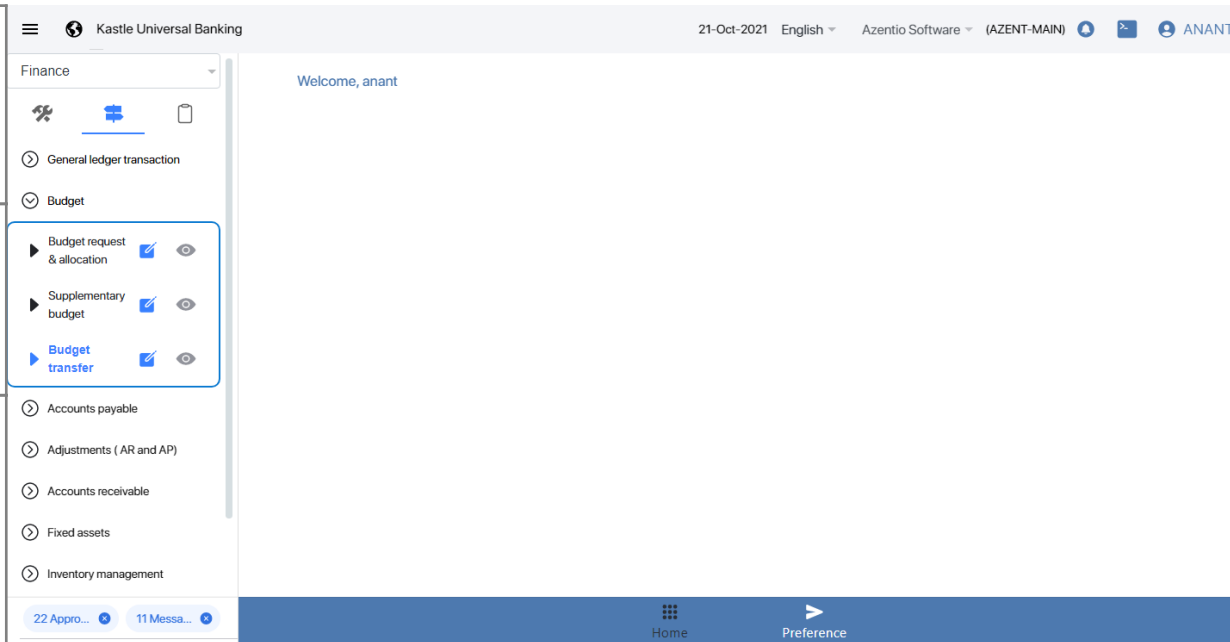 Kastle Universal Banking
21-Oct-2021 English Azentio Software (AZENT-MAIN) ANANT
Finance
Welcome, anant
General ledger transaction
Budget
Budget request
& allocation
Supplementary
budget
Budget
transfer
Accounts payable
Adjustments ( AR and AP)
Accounts receivable
Fixed assets
Inventory management
22 Appro... 11 Messa...
Home Preference